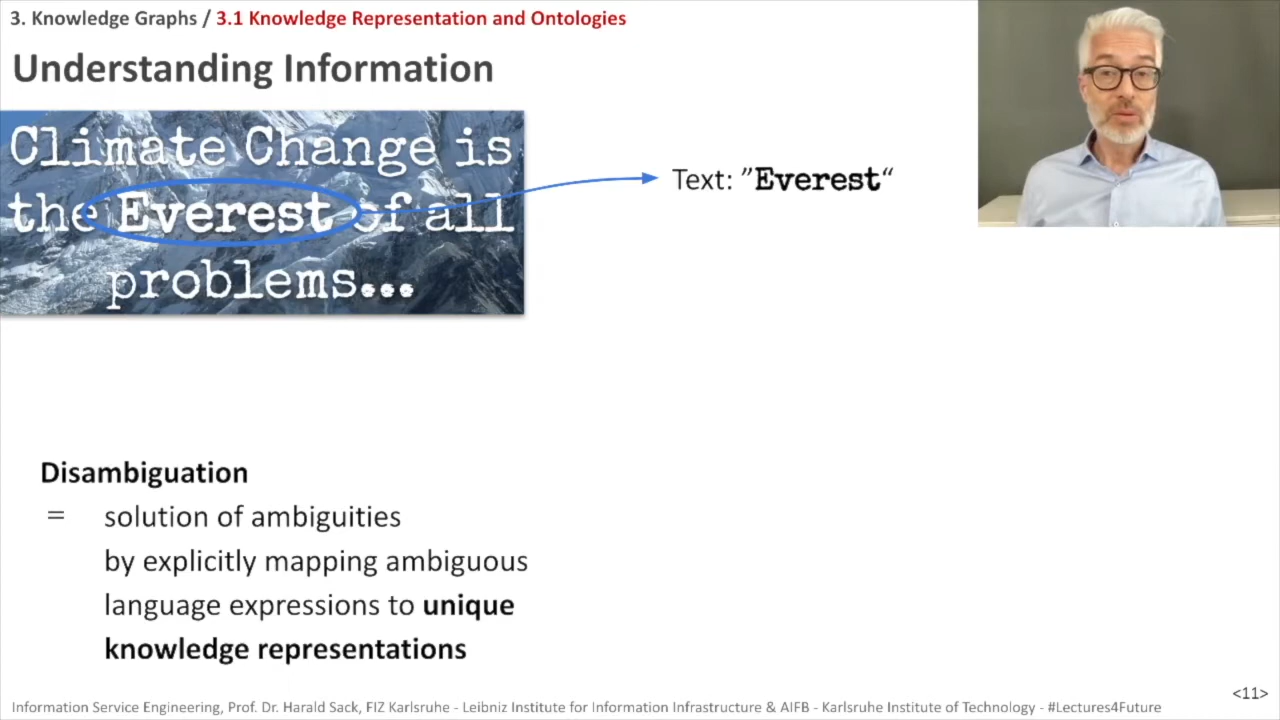 3. Knowledge Graphs / 3.1 Knowledge Representation and Ontologies
Understanding Information
Climate Change is
the Everest of all
problems...
Text: ”Everest“
Disambiguation
= solution of ambiguities
by explicitly mapping ambiguous
language expressions to unique
knowledge representations
<11>
Information Service Engineering, Prof. Dr. Harald Sack, FIZ Karlsruhe - Leibniz Institute for Information Infrastructure & AIFB - Karlsruhe Institute of Technology - #Lectures4Future